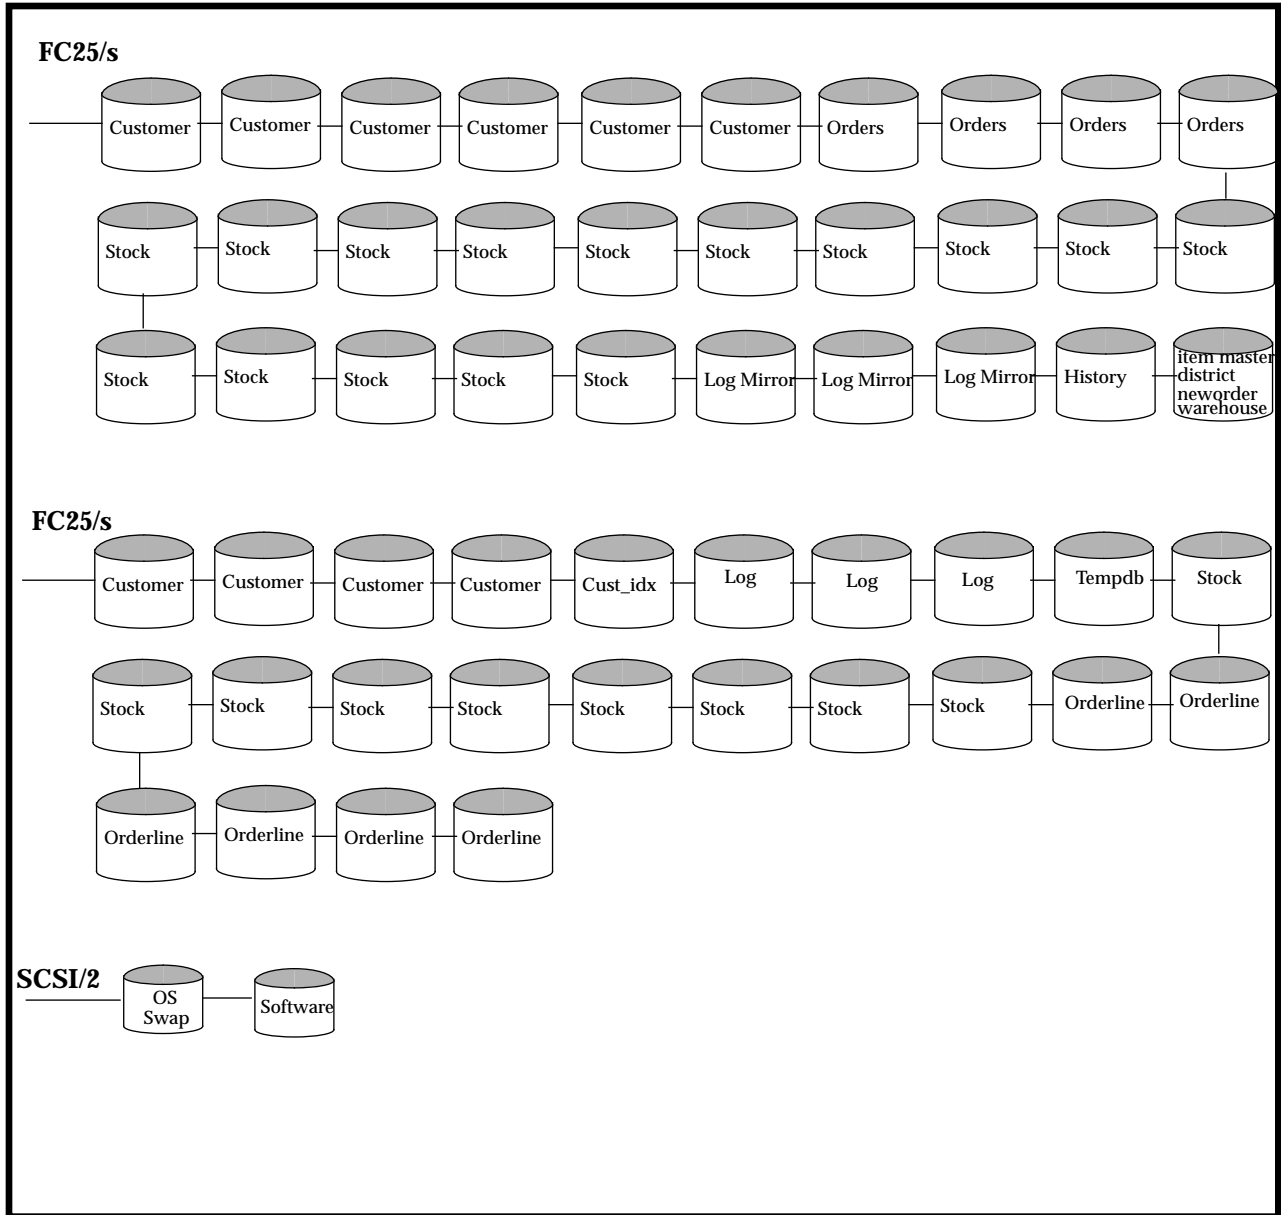 FC25/s
Customer Customer Customer Customer Customer Customer Orders Orders Orders Orders
Stock Stock Stock Stock Stock Stock Stock Stock Stock Stock
Stock Stock Stock Stock Stock Log Mirror Log Mirror Log Mirror History
item master
district
neworder
warehouse
FC25/s
Customer Customer Customer Customer Cust_idx Log Log Log Tempdb Stock
Stock Stock Stock Stock Stock Stock Stock Stock Orderline Orderline
Orderline Orderline Orderline Orderline
SCSI/2
OS
Swap
Software